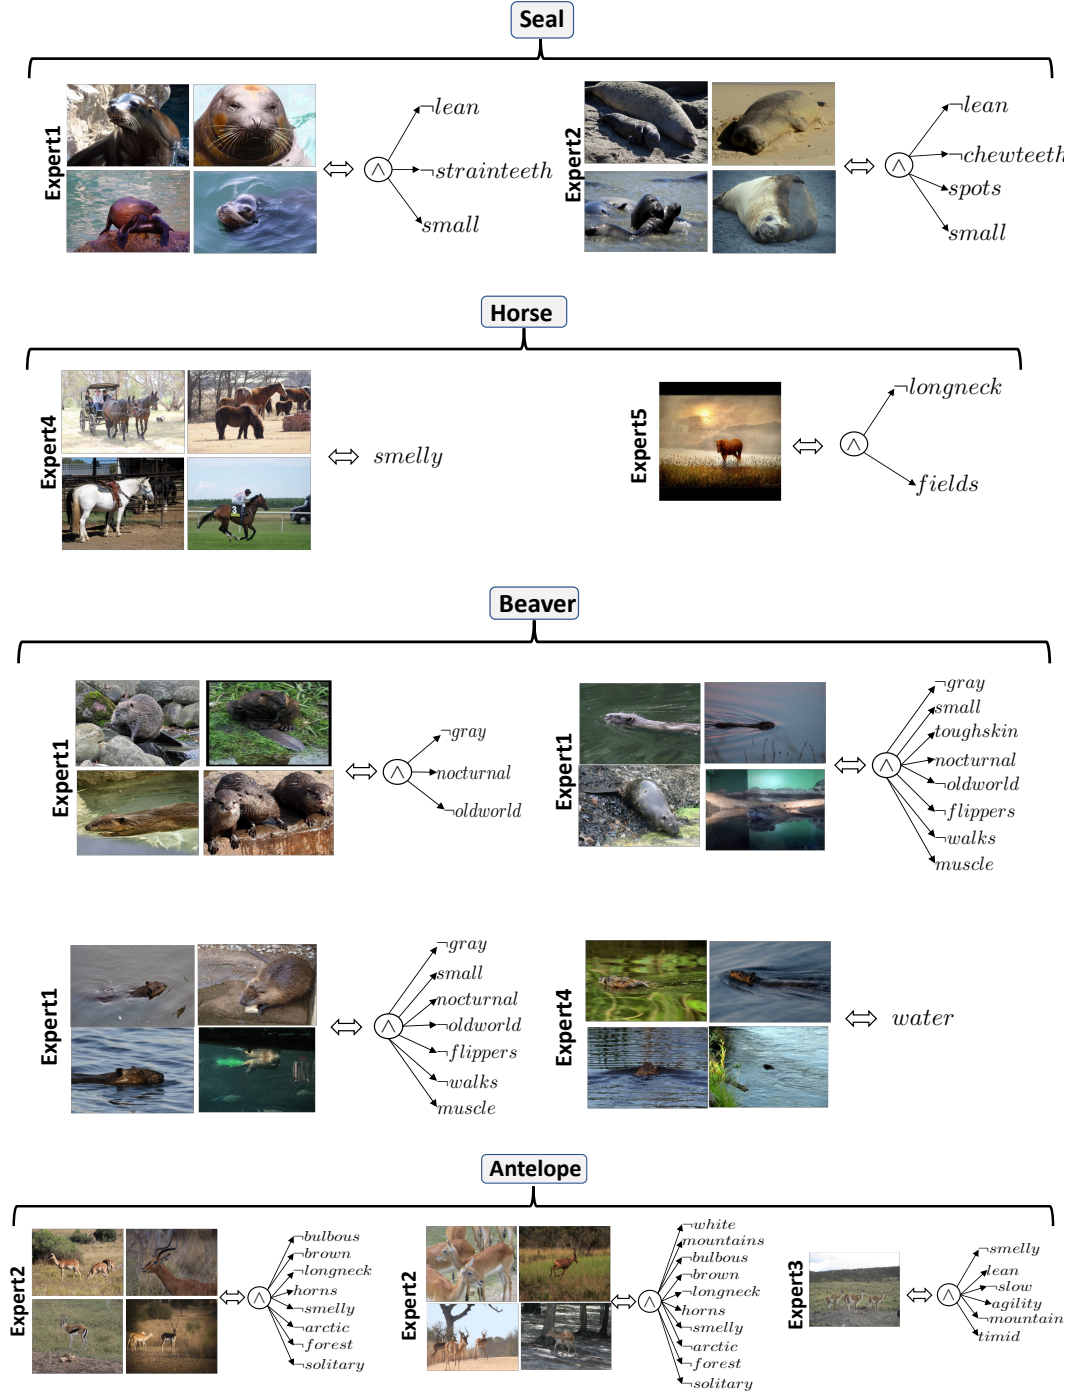 Seal
Expert1
∧
¬lean
¬strainteeth
small
Expert2
∧
¬lean
¬chewteeth
spots
small
Horse
Expert4
3
smelly
Expert5
∧
¬longneck
fields
Beaver
Expert1
∧
¬gray
nocturnal
¬oldworld
Expert1
∧
¬gray
small
toughskin
nocturnal
¬oldworld
¬flippers
¬walks
muscle
Expert1
∧
¬gray
small
nocturnal
¬oldworld
¬flippers
¬walks
muscle
Expert4
water
Antelope
Expert2
∧
¬bulbous
¬brown
¬longneck
horns
¬smelly
¬arctic
¬forest
¬solitary
Expert2
∧
¬white
mountains
¬bulbous
¬brown
¬longneck
horns
¬smelly
¬arctic
¬forest
¬solitary
Expert3
∧
¬smelly
lean
¬slow
agility
¬mountain
timid